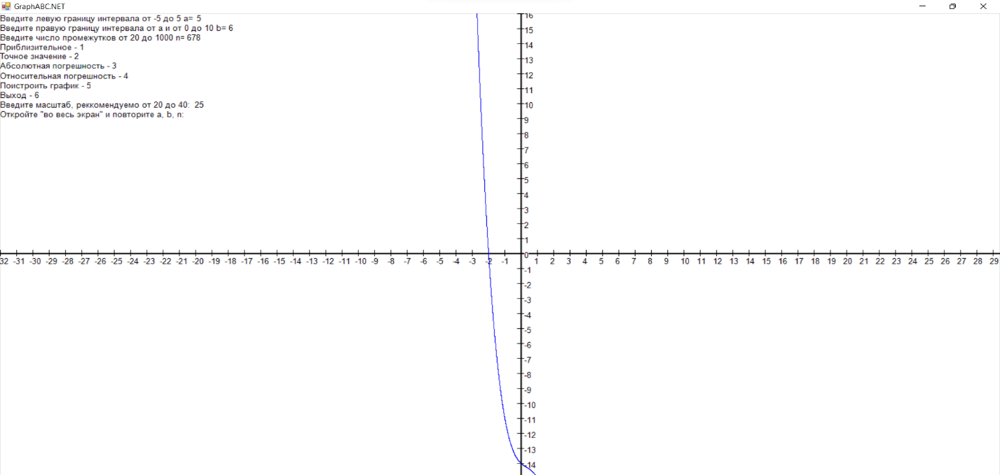 GraphABC.NET
Введите левую границу интервала от -5 до 5 a= 5
Введите правую границу интервала от a и от 0 до 10 b= 6
Введите число промежутков от 20 до 1000 n= 678
Приблизительное - 1
Точное значение - 2
Абсолютная погрешность - 3
Относительная погрешность - 4
Поистроить график - 5
Выход - 6
Введите масштаб, реккомендуемо от 20 до 40: 25
Откройте "во весь экран" и повторите a, b, n:
16
15
14
13
12
11
10
9
8
7
6
5
4
3
2
1
0
32 -31 -30 -29 -28 -27 -26 -25 -24 -23 -22 -21 -20 -19 -18 -17 -16 -15 -14 -13 -12 -11 -10 -9 -8 -7 -6 -5 -4 -3 -2 -1 1 2 3 4 5 6 7 8 9 10 11 12 13 14 15 16 17 18 19 20 21 22 23 24 25 26 27 28 29
-1
-2
-3
-4
-5
-6
-7
-8
-9
-10
-11
-12
-13
-14